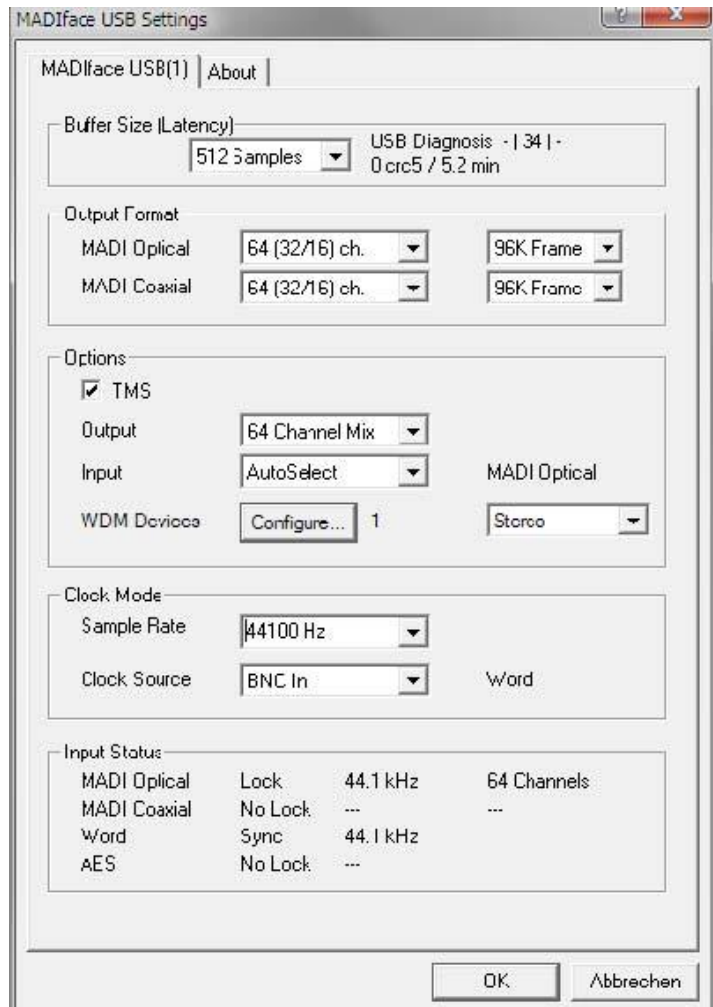 MADIface USB Settings
MADIface USB(1) About
Buffer Size (Latency)
512 Samples USB Diagnosis - | 34 | -
0 crc5 / 5.2 min
Output Format
MADI Optical 64 (32/16) ch. 96K Frame
MADI Coaxial 64 (32/16) ch. 96K Frame
Options
TMS
Output 64 Channel Mix
Input AutoSelect MADI Optical
WDM Devices Configure... 1 Stereo
Clock Mode
Sample Rate 44100 Hz
Clock Source BNC In Word
Input Status
MADI Optical Lock 44.1 kHz 64 Channels
MADI Coaxial No Lock --- ---
Word Sync 44.1 kHz
AES No Lock ---
OK Abbrechen